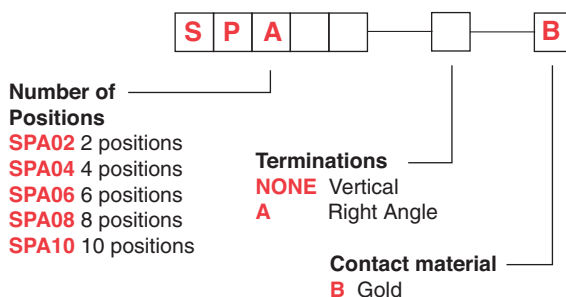 S P A B
Number of
Positions
SPA02 2 positions
SPA04 4 positions
SPA06 6 positions
SPA08 8 positions
SPA10 10 positions
Terminations
NONE Vertical
A Right Angle
Contact material
B Gold